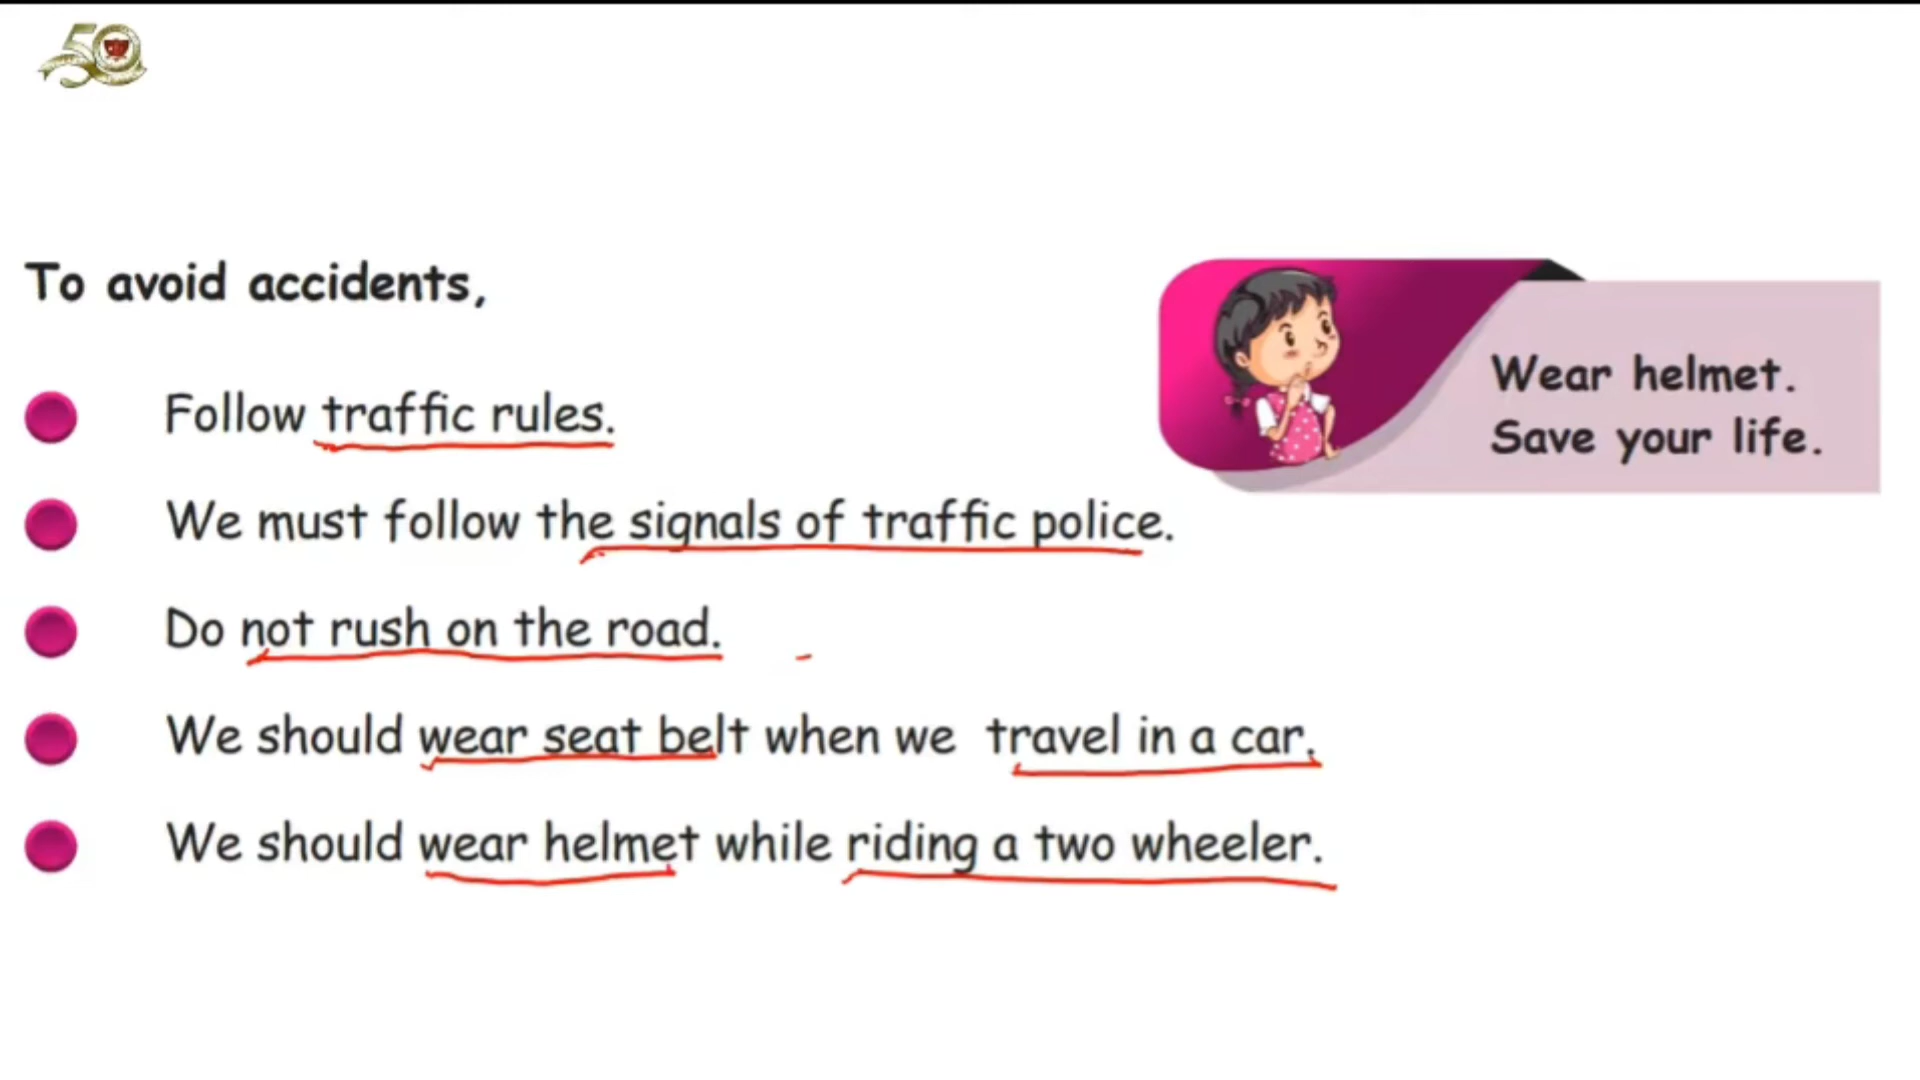 50
To avoid accidents,
Wear helmet.
Save your life.
Follow traffic rules.
We must follow the signals of traffic police.
Do not rush on the road.
We should wear seat belt when we travel in a car.
We should wear helmet while riding a two wheeler.